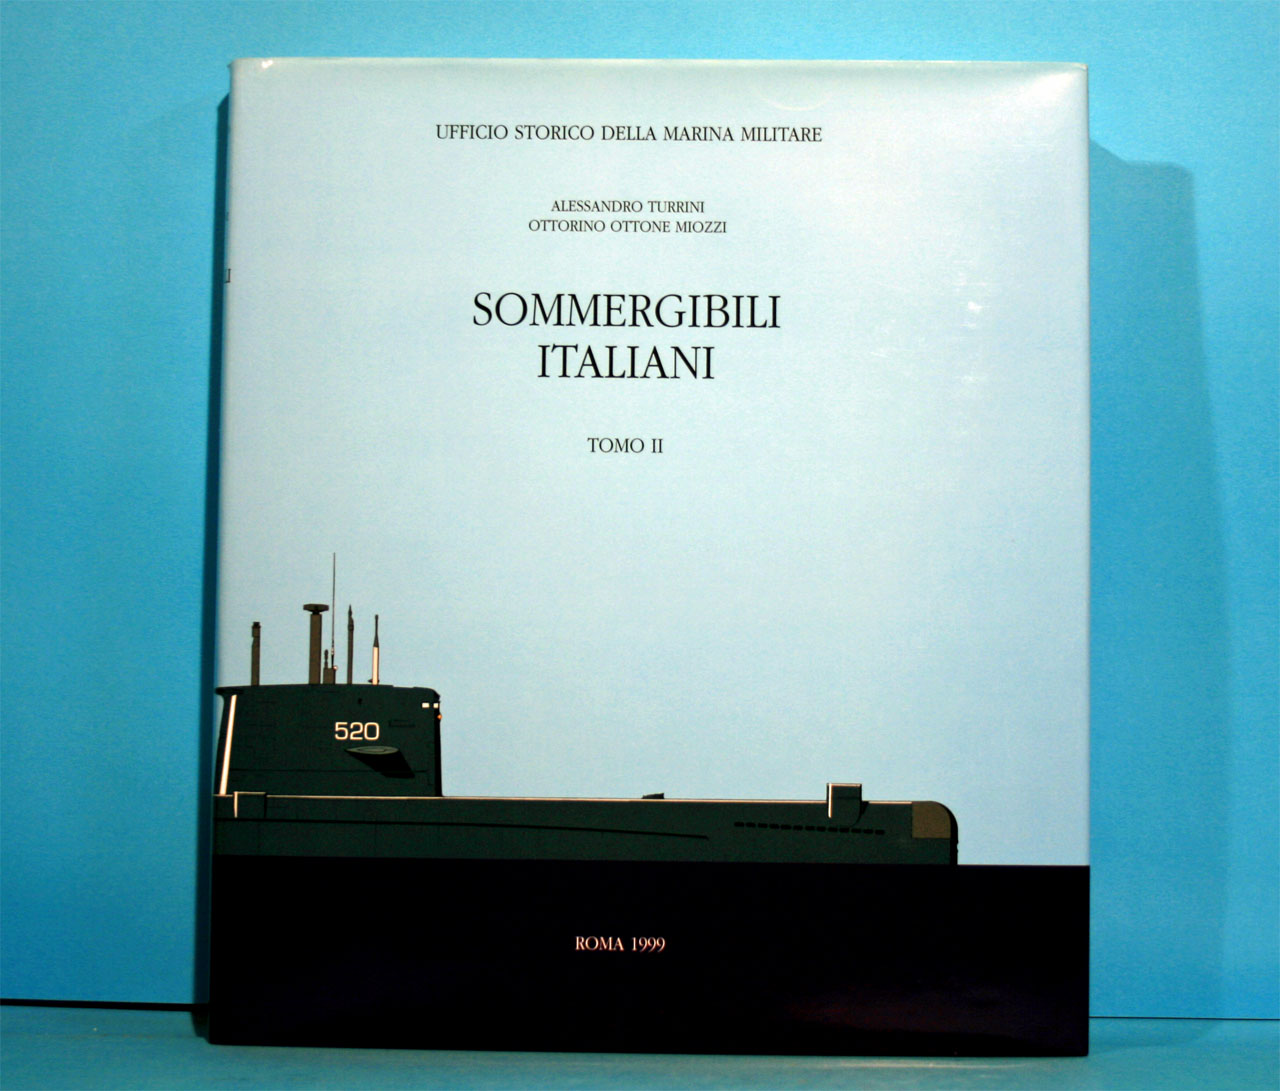 UFFICIO STORICO DELLA MARINA MILITARE
ALESSANDRO TURRINI
OTTORINO OTTONE MIOZZI
SOMMERGIBILI
ITALIANI
TOMO II
520
ROMA 1999